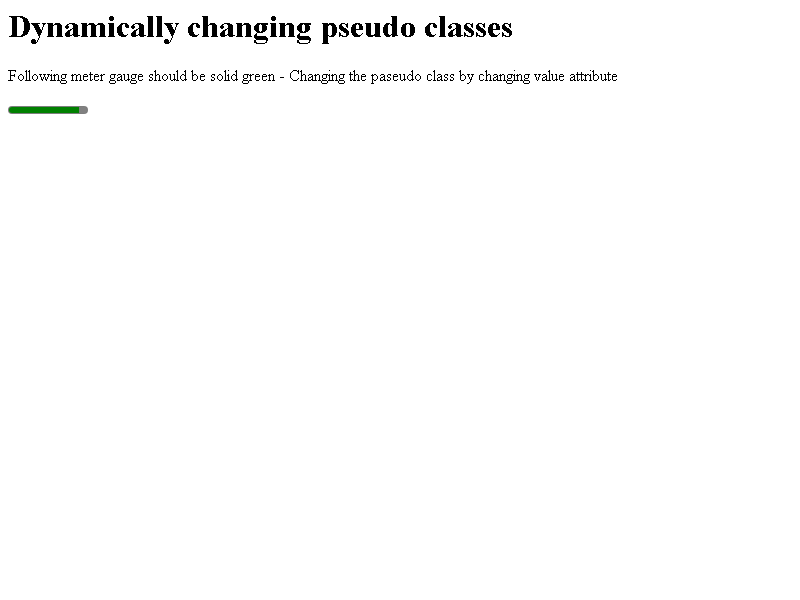 Dynamically changing pseudo classes
Following meter gauge should be solid green - Changing the paseudo class by changing value attribute